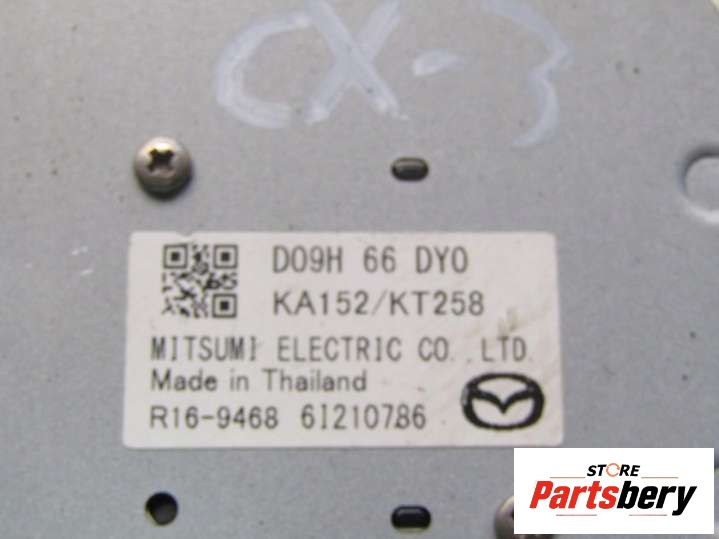 CX-3
D09H 66 DY0
KA152/KT258
MITSUMI ELECTRIC CO., LTD.
Made in Thailand
R16-9468 6I210786
STORE
Partsbery